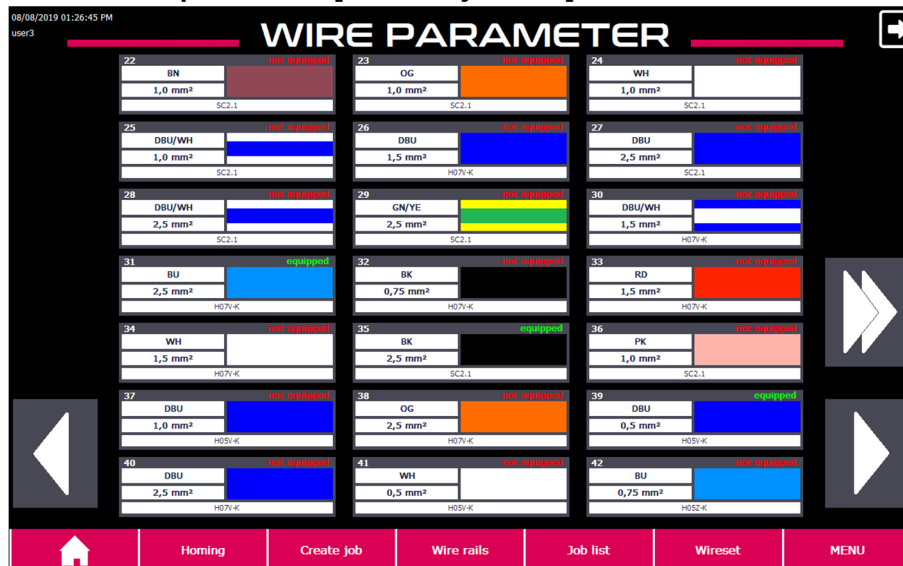 08/08/2019 01:26:45 PM
user3
WIRE PARAMETER
22 not equipped
BN
1,0 mm²
SC2.1
23 not equipped
OG
1,0 mm²
SC2.1
24 not equipped
WH
1,0 mm²
SC2.1
25 not equipped
DBU/WH
1,0 mm²
SC2.1
26 not equipped
DBU
1,5 mm²
H07V-K
27 not equipped
DBU
2,5 mm²
SC2.1
28 not equipped
DBU/WH
2,5 mm²
SC2.1
29 not equipped
GN/YE
2,5 mm²
SC2.1
30 not equipped
DBU/WH
1,5 mm²
H07V-K
31 equipped
BU
2,5 mm²
H07V-K
32 not equipped
BK
0,75 mm²
H07V-K
33 not equipped
RD
1,5 mm²
H07V-K
34 not equipped
WH
1,5 mm²
H07V-K
35 equipped
BK
2,5 mm²
SC2.1
36 not equipped
PK
1,0 mm²
SC2.1
37 not equipped
DBU
1,0 mm²
H05V-K
38 not equipped
OG
2,5 mm²
H07V-K
39 equipped
DBU
0,5 mm²
H05V-K
40 not equipped
DBU
2,5 mm²
H07V-K
41 not equipped
WH
0,5 mm²
H05V-K
42 not equipped
BU
0,75 mm²
H05Z-K
Homing Create job Wire rails Job list Wireset MENU